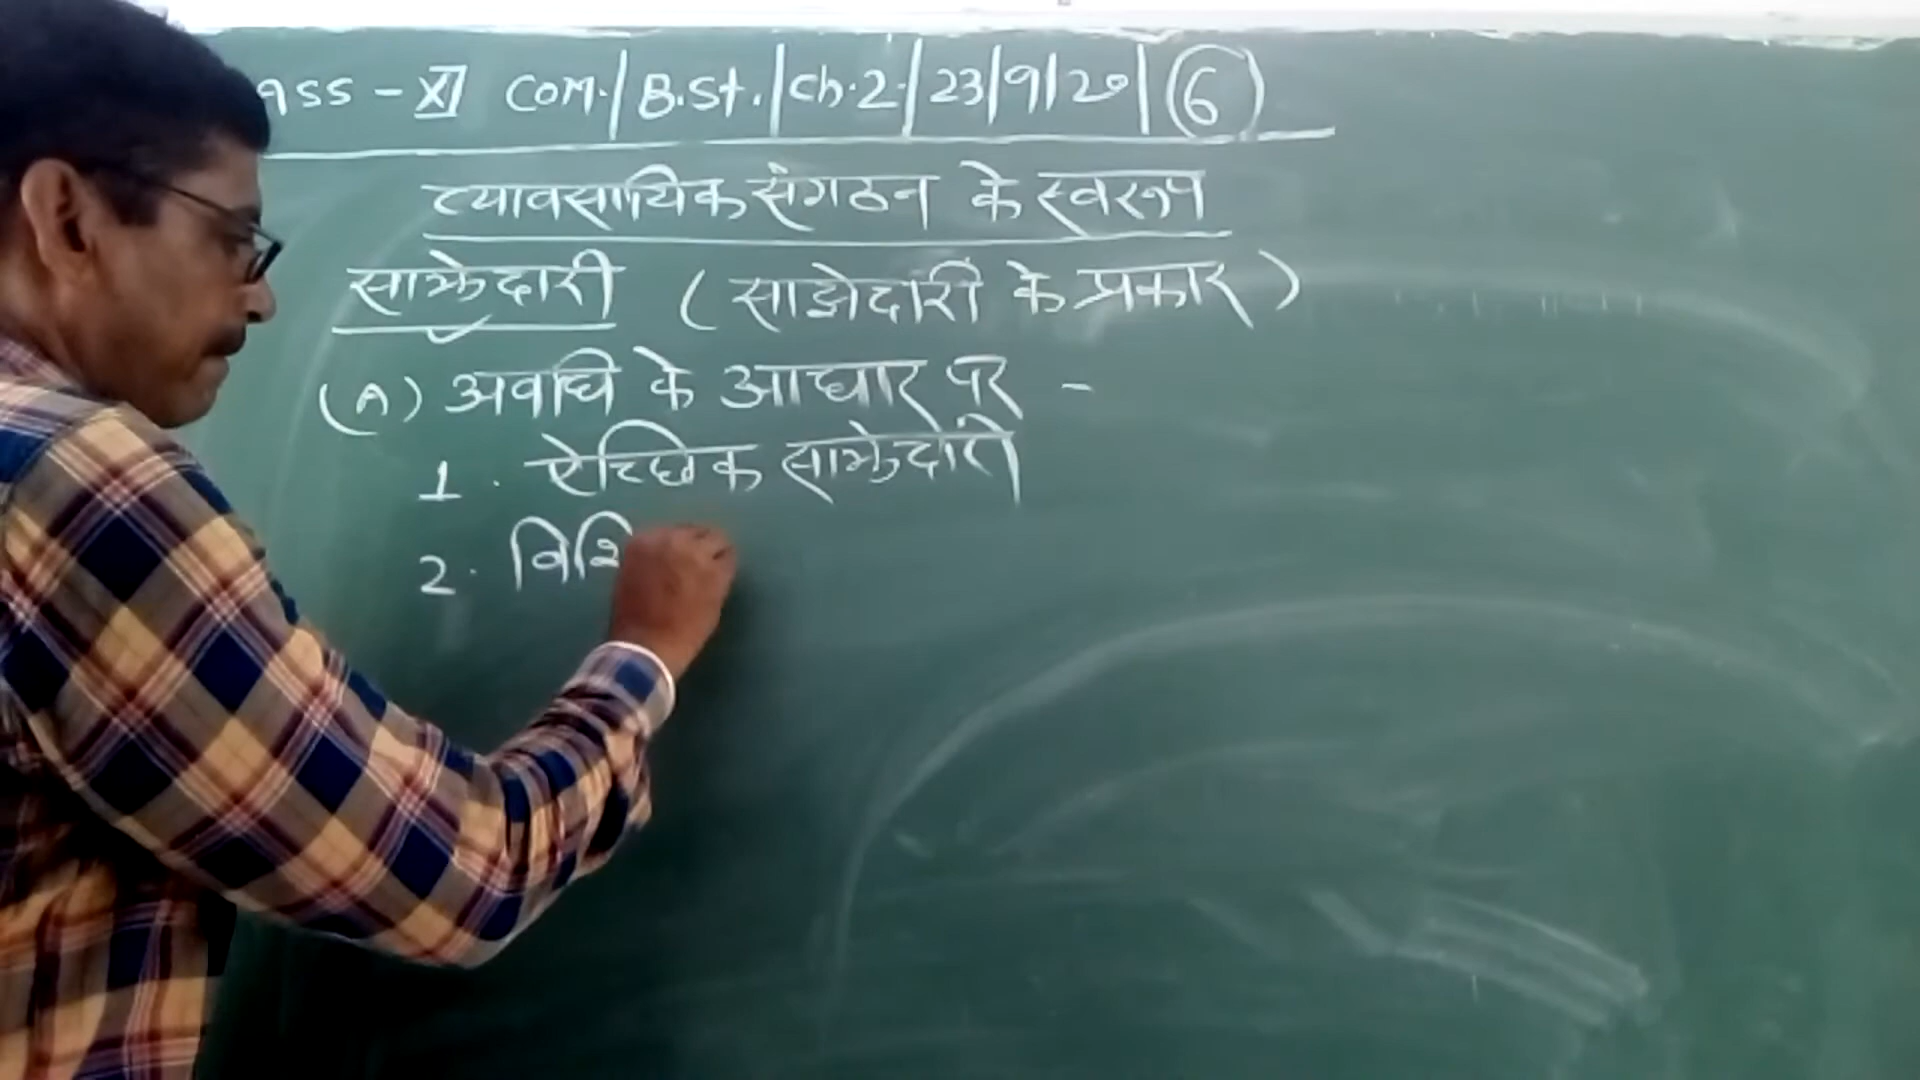 ass - XI COM. | B.St. | Ch.2. | 23 | 9 | 20 | 6
व्यावसायिक संगठन के स्वरूप
साझेदारी ( साझेदारी के प्रकार )
(A) अवधि के आधार पर -
1. ऐच्छिक साझेदारी
2. विशि